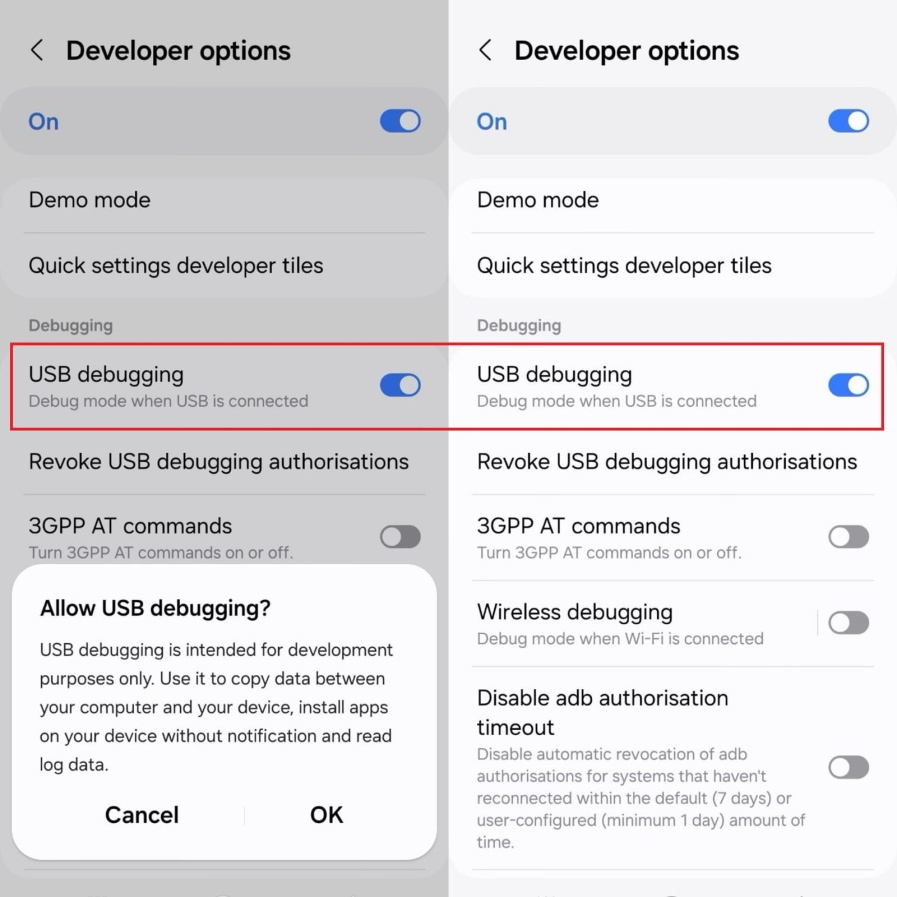 Developer options
On
Demo mode
Quick settings developer tiles
Debugging
USB debugging
Debug mode when USB is connected
Revoke USB debugging authorisations
3GPP AT commands
Turn 3GPP AT commands on or off.
Allow USB debugging?
USB debugging is intended for development
purposes only. Use it to copy data between
your computer and your device, install apps
on your device without notification and read
log data.
Cancel
OK
Developer options
On
Demo mode
Quick settings developer tiles
Debugging
USB debugging
Debug mode when USB is connected
Revoke USB debugging authorisations
3GPP AT commands
Turn 3GPP AT commands on or off.
Wireless debugging
Debug mode when Wi-Fi is connected
Disable adb authorisation
timeout
Disable automatic revocation of adb
authorisations for systems that haven't
reconnected within the default (7 days) or
user-configured (minimum 1 day) amount of
time.